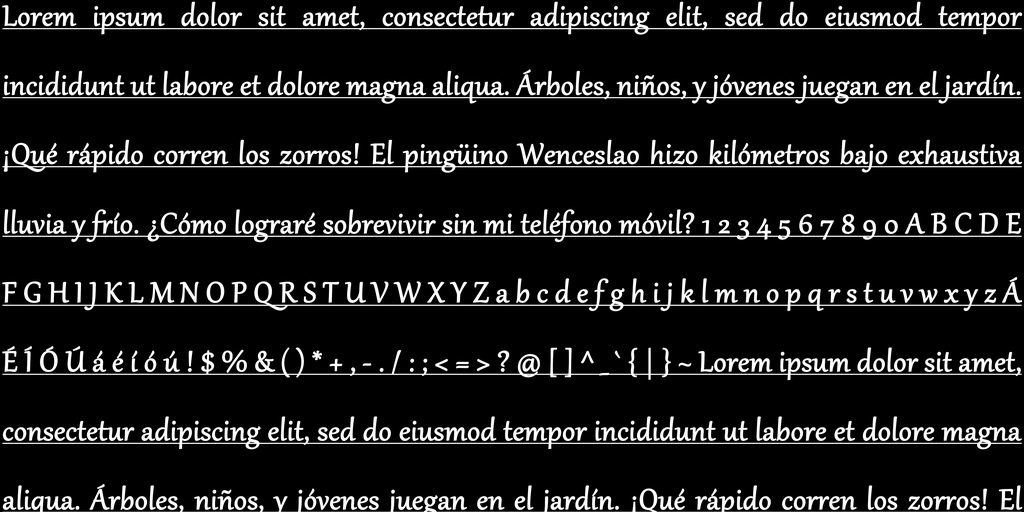 Lorem ipsum dolor sit amet, consectetur adipiscing elit, sed do eiusmod tempor
incididunt ut labore et dolore magna aliqua. Árboles, niños, y jóvenes juegan en el jardín.
¡Qué rápido corren los zorros! El pingüino Wenceslao hizo kilómetros bajo exhaustiva
lluvia y frío. ¿Cómo lograré sobrevivir sin mi teléfono móvil? 1 2 3 4 5 6 7 8 9 0 A B C D E
F G H I J K L M N O P Q R S T U V W X Y Z a b c d e f g h i j k l m n o p q r s t u v w x y z Á
É Í Ó Ú á é í ó ú ! $ % & ( ) * + , - . / : ; < = > ? @ [ ] ^ _ ` { | } ~ Lorem ipsum dolor sit amet,
consectetur adipiscing elit, sed do eiusmod tempor incididunt ut labore et dolore magna
aliqua. Árboles, niños, y jóvenes juegan en el jardín. ¡Qué rápido corren los zorros! El